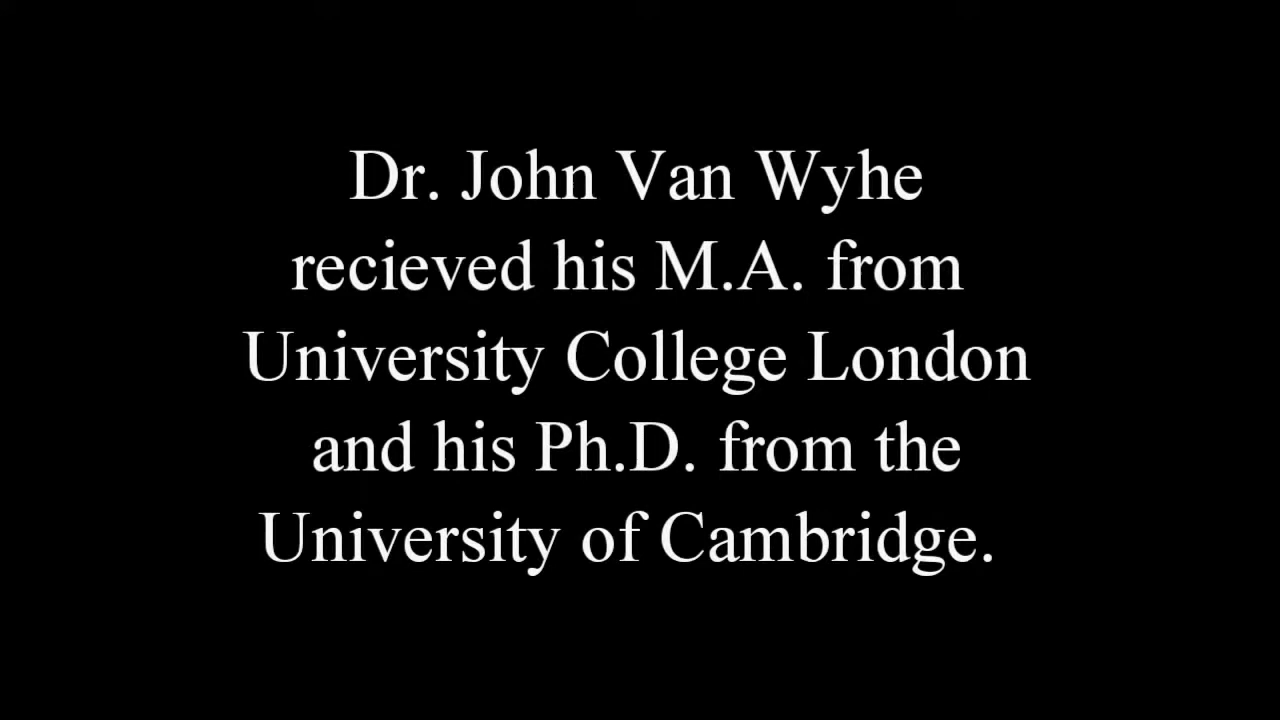 Dr. John Van Wyhe
recieved his M.A. from
University College London
and his Ph.D. from the
University of Cambridge.